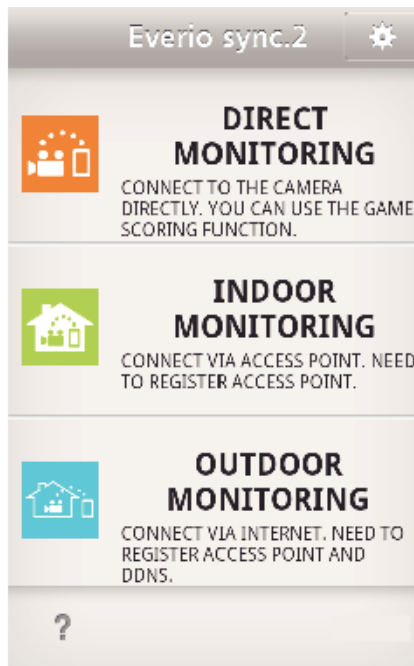 Everio sync.2
DIRECT
MONITORING
CONNECT TO THE CAMERA
DIRECTLY. YOU CAN USE THE GAME
SCORING FUNCTION.
INDOOR
MONITORING
CONNECT VIA ACCESS POINT. NEED
TO REGISTER ACCESS POINT.
OUTDOOR
MONITORING
CONNECT VIA INTERNET. NEED TO
REGISTER ACCESS POINT AND
DDNS.
?